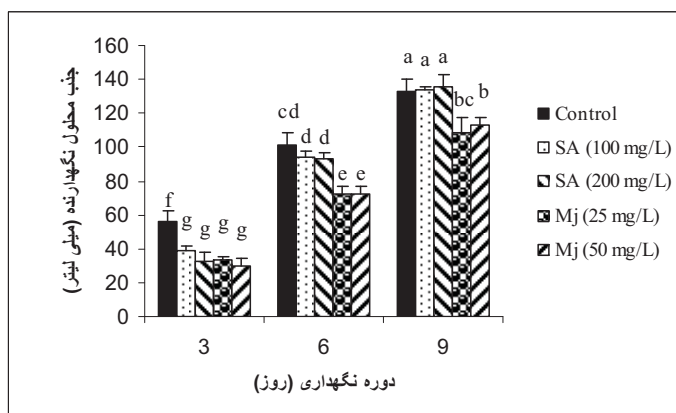 جذب محلول نگهدارنده (میلی لیتر)
160
140
120
100
80
60
40
20
0
f g g g g
cd d d e e
a a a bc b
3 6 9
دوره نگهداری (روز)
Control
SA (100 mg/L)
SA (200 mg/L)
Mj (25 mg/L)
Mj (50 mg/L)